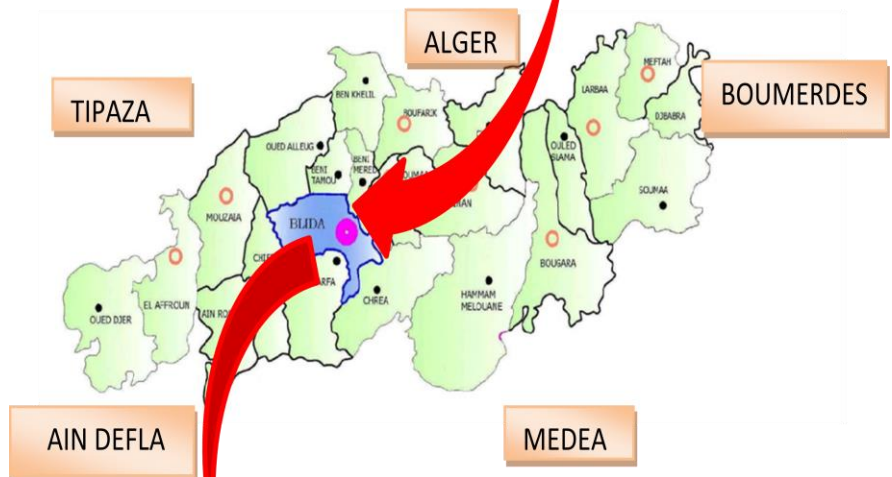 ALGER
TIPAZA
BOUMERDES
MEFTAH
BEN KHELIL
LARBAA
BOUFARIK
DJBABRA
OUED ALLEUG
BENI
TAMOU
BENI
MERED
OULED
SLAMA
SOUMAA
MOUZAIA
BLIDA
BOUGARA
EL AFFROUN
CHREA
HAMMAM
MELOUANE
OUED DJER
AIN DEFLA
MEDEA